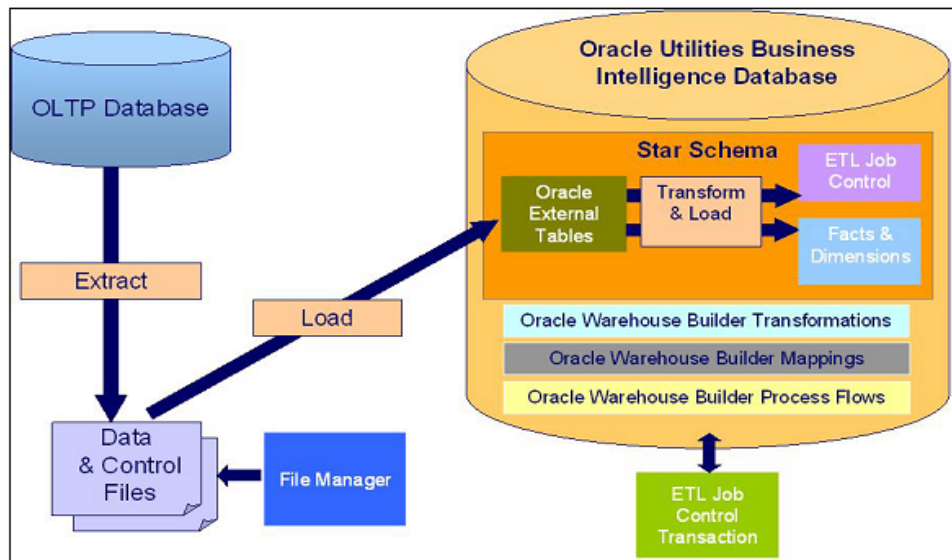 OLTP Database
Extract
Load
Data
& Control
Files
File Manager
Oracle Utilities Business
Intelligence Database
Star Schema
Oracle
External
Tables
Transform
& Load
ETL Job
Control
Facts &
Dimensions
Oracle Warehouse Builder Transformations
Oracle Warehouse Builder Mappings
Oracle Warehouse Builder Process Flows
ETL Job
Control
Transaction